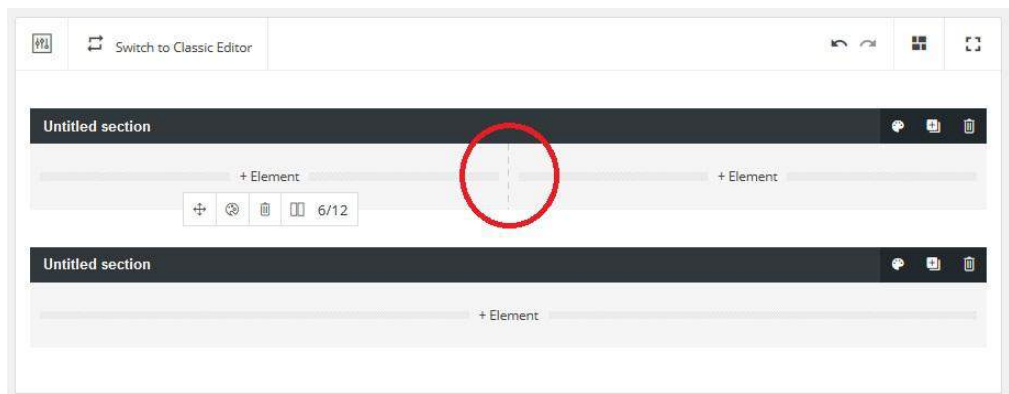 Switch to Classic Editor
Untitled section
+ Element + Element
6/12
Untitled section
+ Element